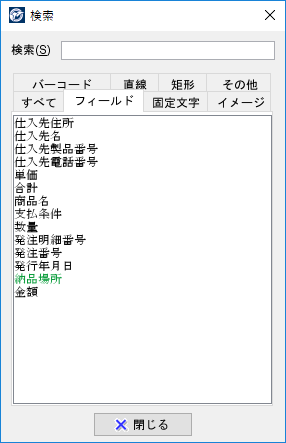 検索
検索(S)
バーコード 直線 矩形 その他
すべて フィールド 固定文字 イメージ
仕入先住所
仕入先名
仕入先製品番号
仕入先電話番号
単価
合計
商品名
支払条件
数量
発注明細番号
発注番号
発行年月日
納品場所
金額
閉じる